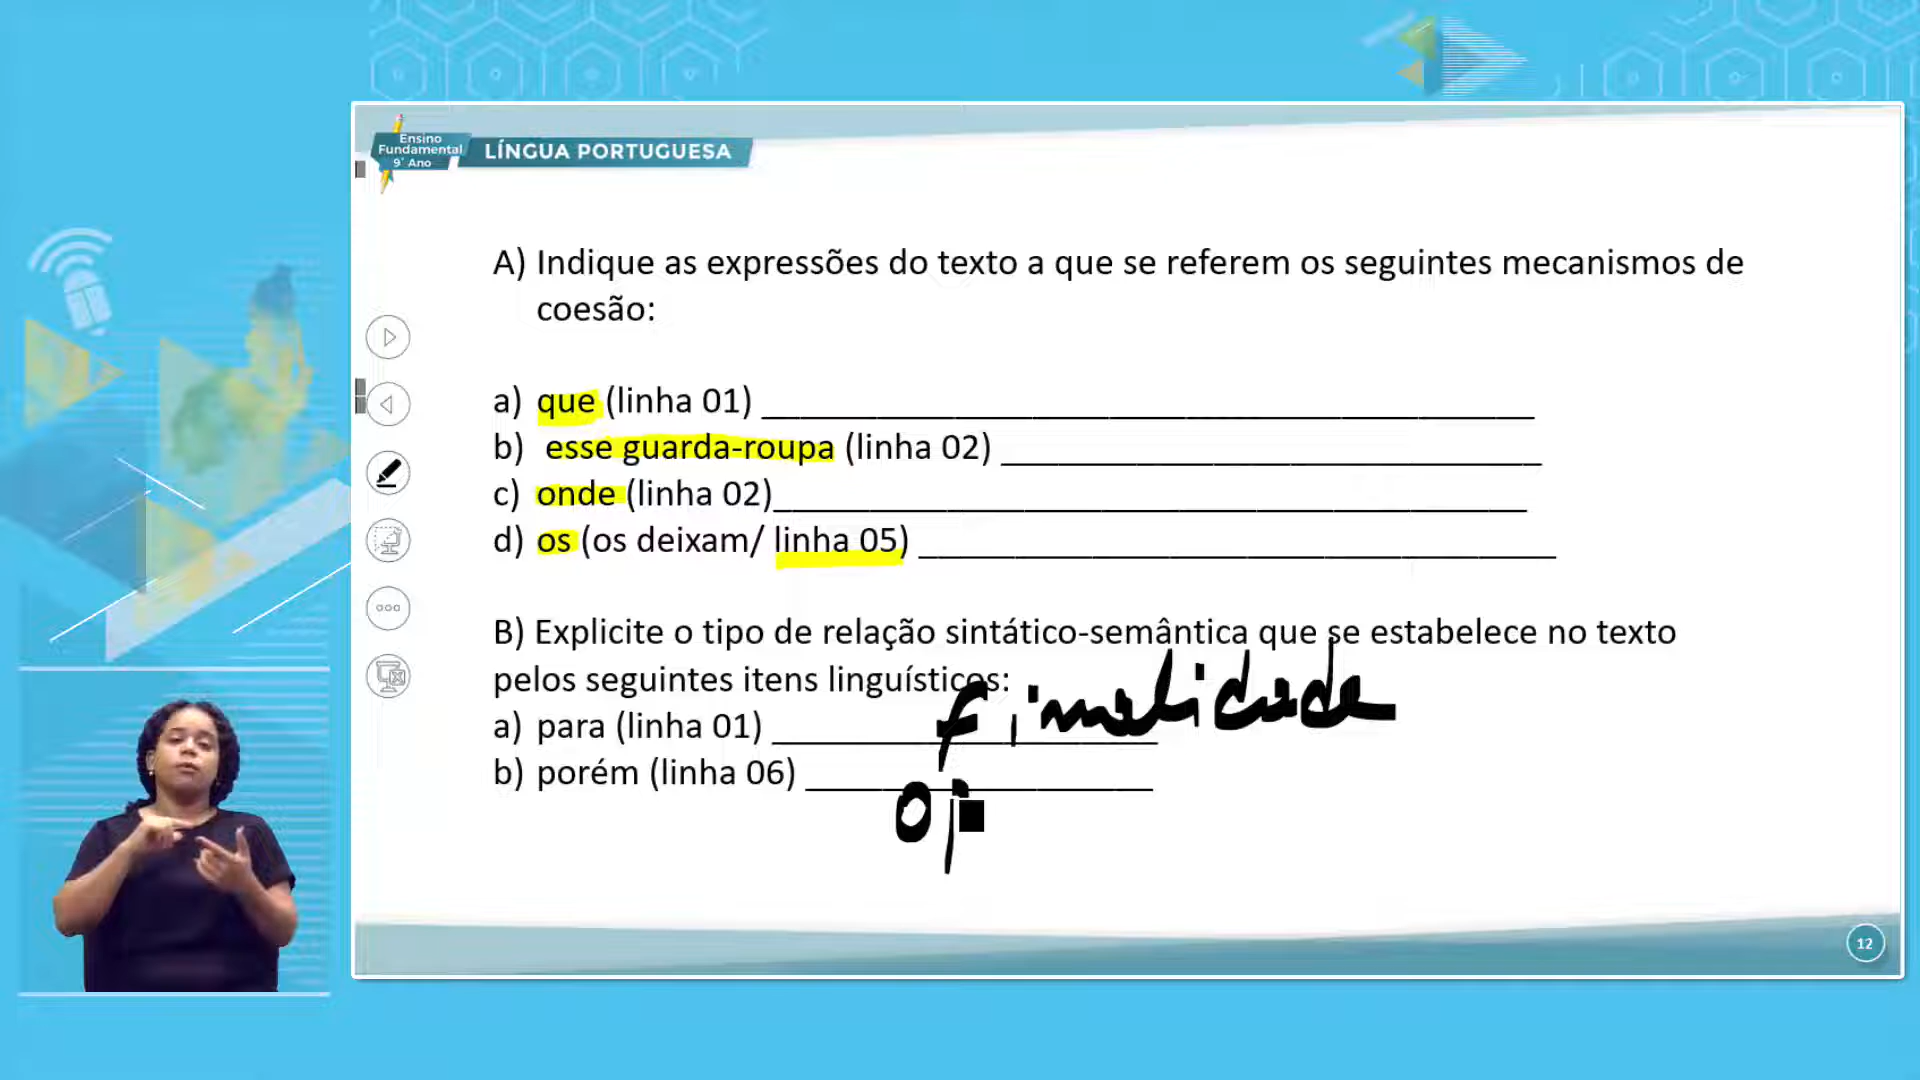 Ensino
Fundamental
9° Ano
LÍNGUA PORTUGUESA
A) Indique as expressões do texto a que se referem os seguintes mecanismos de
coesão:
a) que (linha 01) ________________________________________
b) esse guarda-roupa (linha 02) ____________________________
c) onde (linha 02)_______________________________________
d) os (os deixam/ linha 05) _________________________________
B) Explicite o tipo de relação sintático-semântica que se estabelece no texto
pelos seguintes itens linguísticos:
a) para (linha 01) ____________________ finalidade
b) porém (linha 06) __________________
op
12